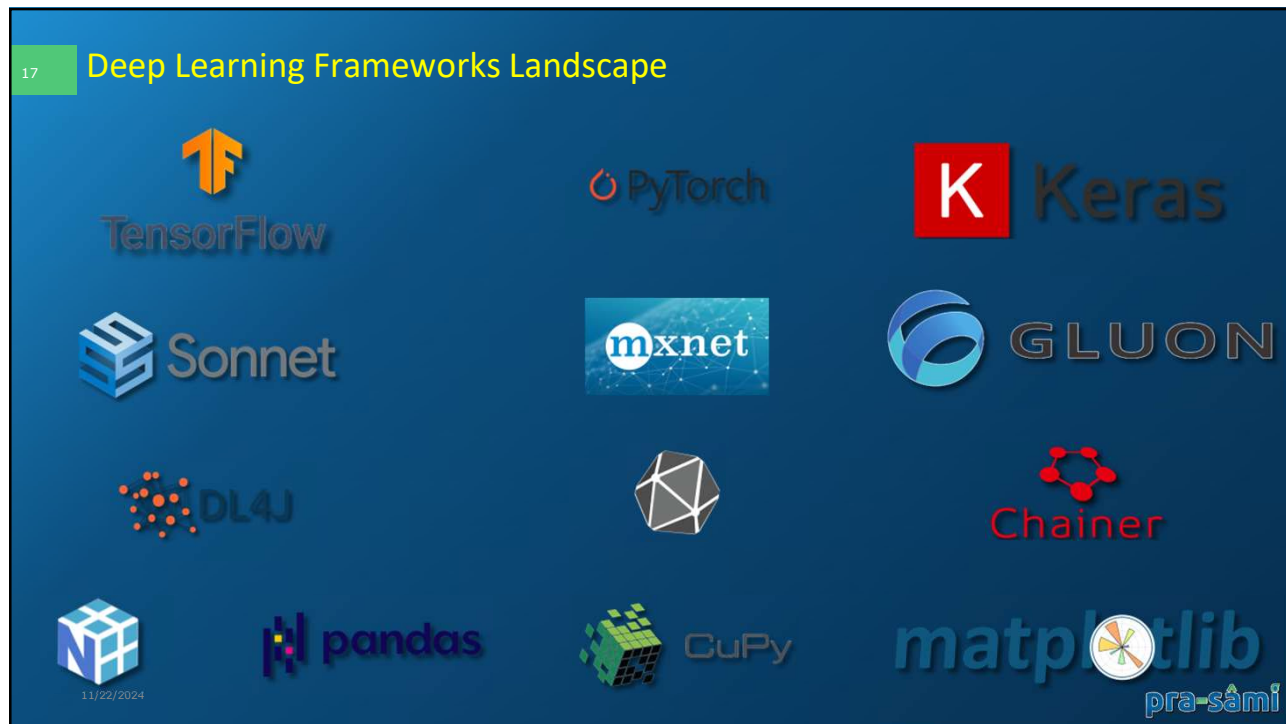 17
Deep Learning Frameworks Landscape
TensorFlow
PyTorch
K Keras
Sonnet
mxnet
GLUON
DL4J
Chainer
N
pandas
CuPy
matplotlib
11/22/2024
pra-sâmi